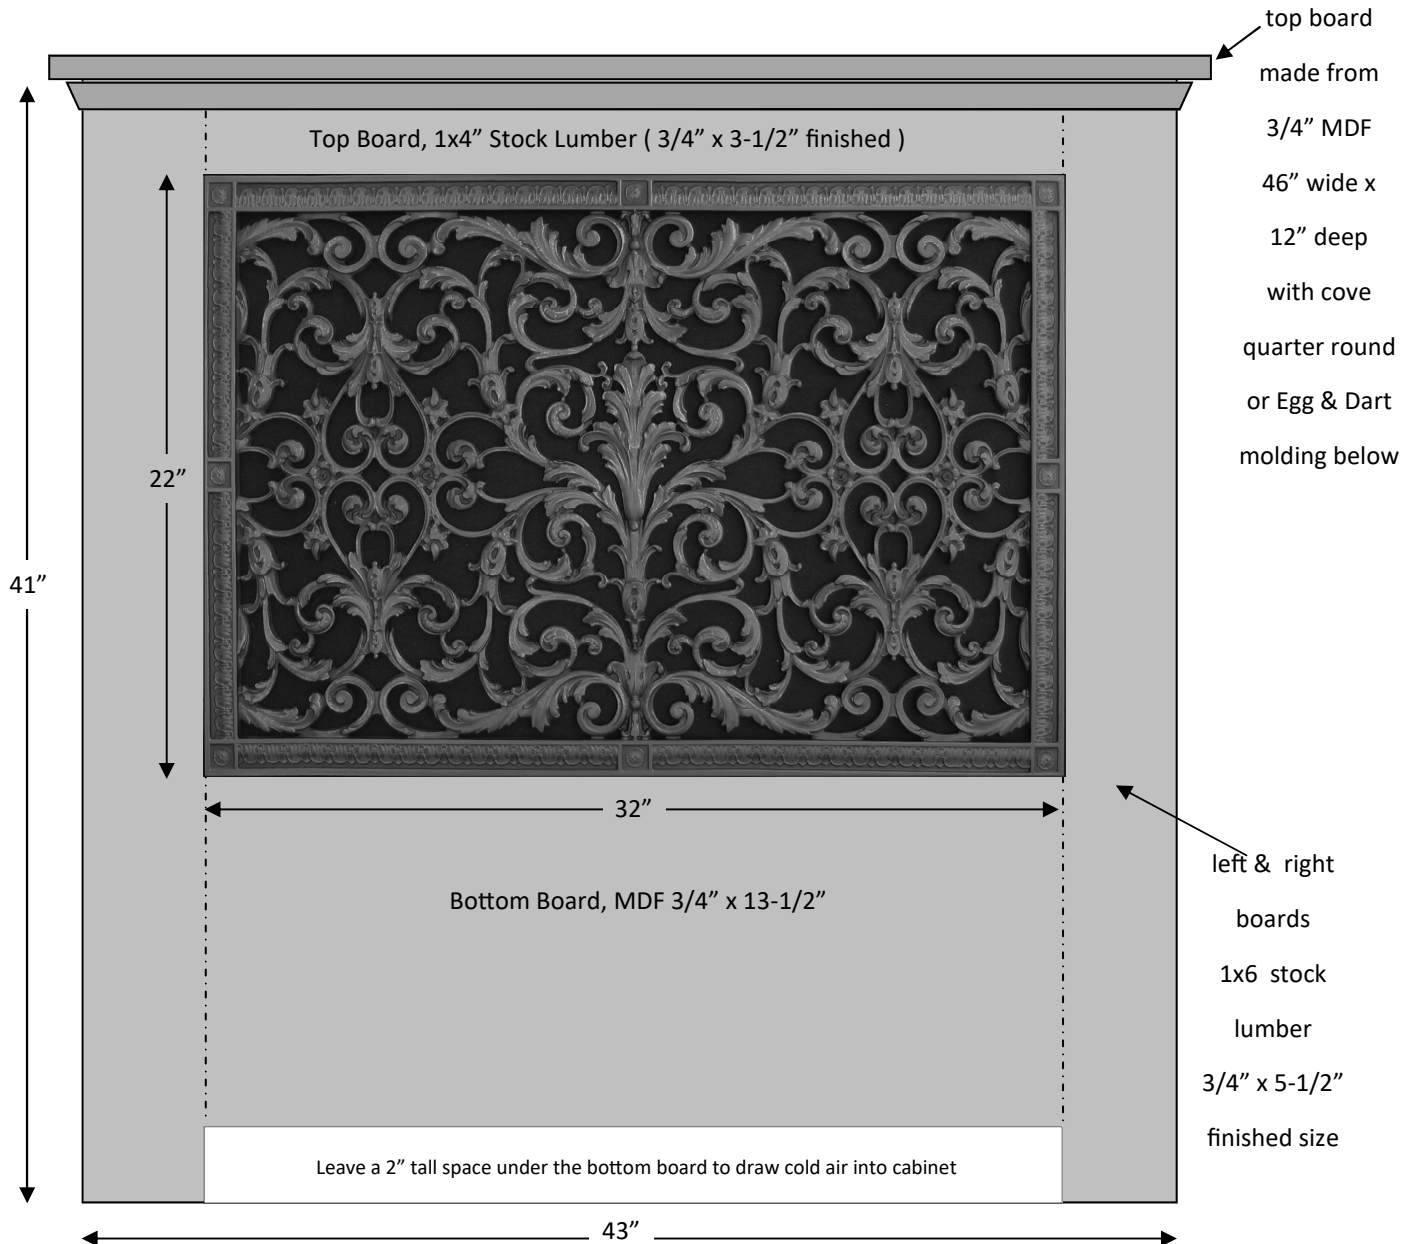 top board
made from
3/4” MDF
46” wide x
12” deep
with cove
quarter round
or Egg & Dart
molding below
Top Board, 1x4” Stock Lumber ( 3/4” x 3-1/2” finished )
22”
41”
32”
Bottom Board, MDF 3/4” x 13-1/2”
left & right
boards
1x6 stock
lumber
3/4” x 5-1/2”
finished size
Leave a 2” tall space under the bottom board to draw cold air into cabinet
43”